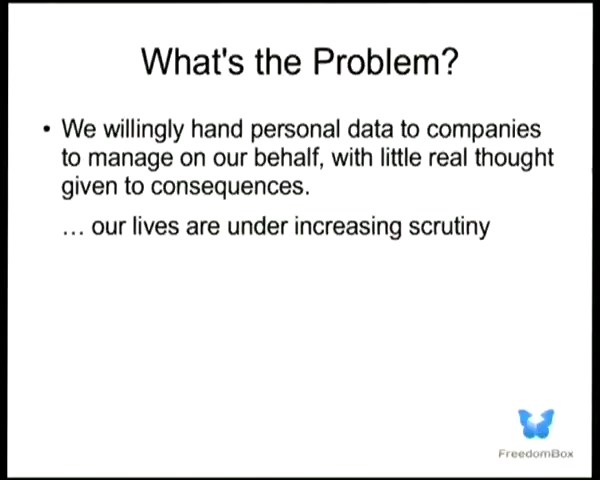 What's the Problem?
• We willingly hand personal data to companies
to manage on our behalf, with little real thought
given to consequences.
… our lives are under increasing scrutiny
FreedomBox